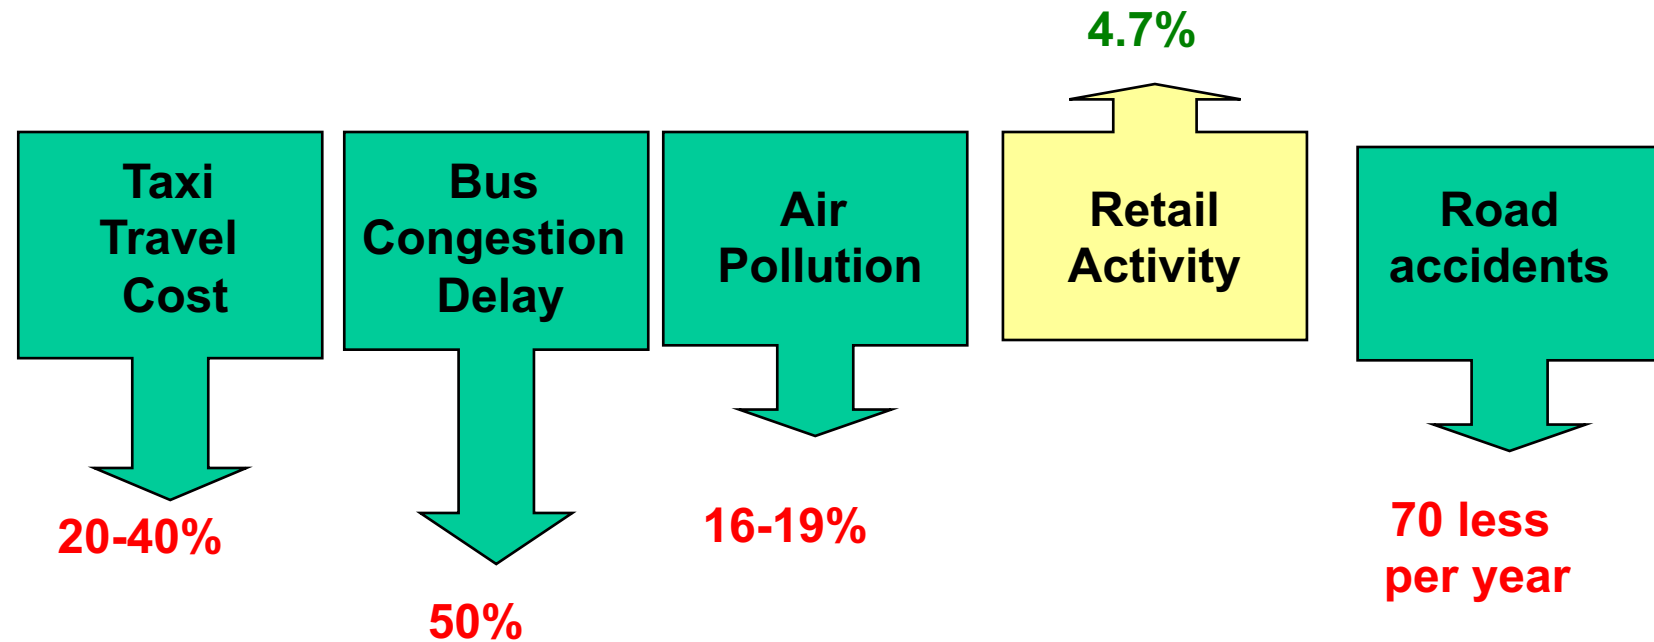 4.7%
Taxi
Travel
Cost
Bus
Congestion
Delay
Air
Pollution
Retail
Activity
Road
accidents
20-40%
50%
16-19%
70 less
per year